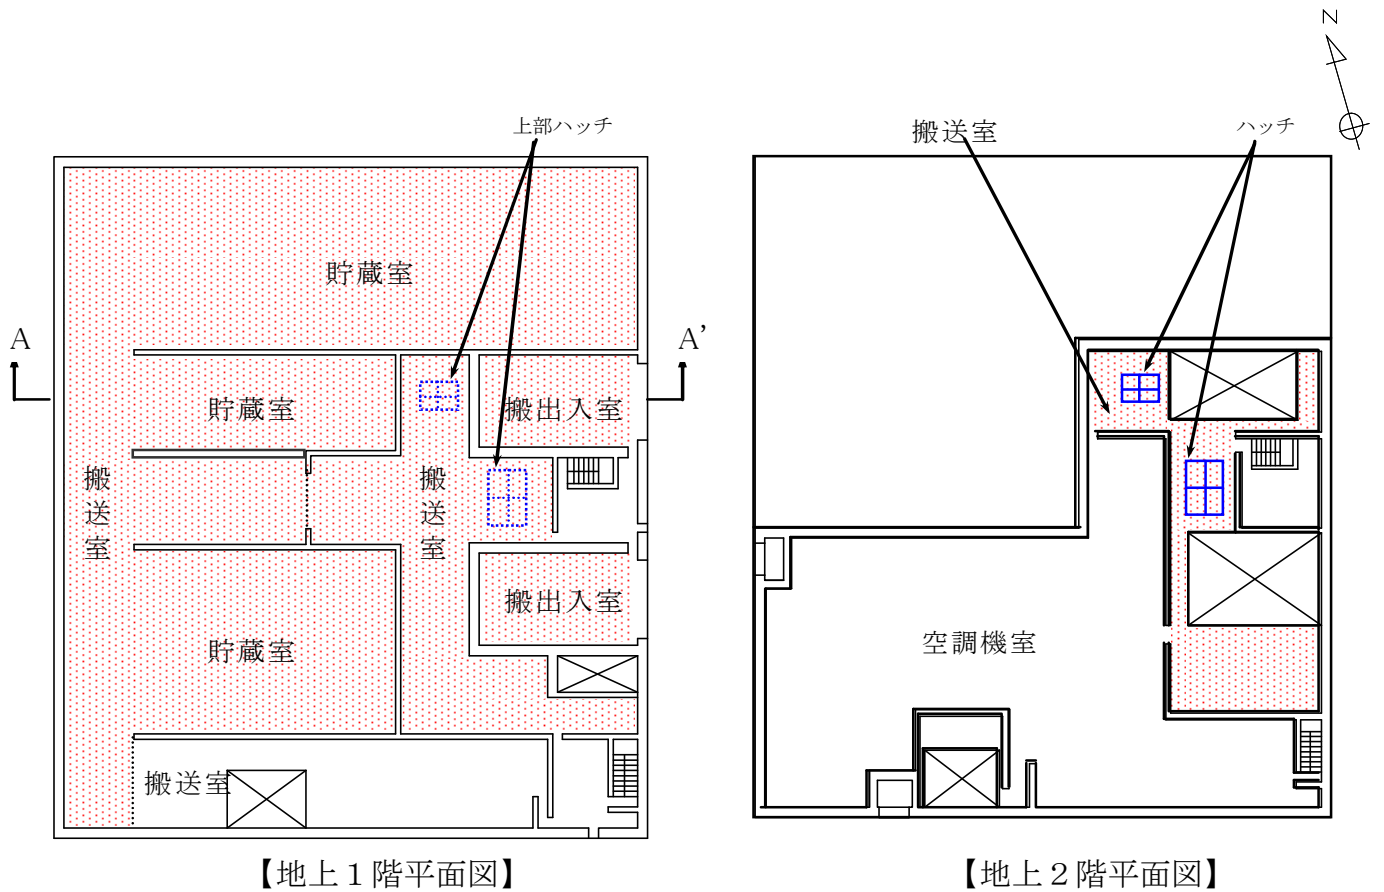 N
上部ハッチ
搬送室
ハッチ
貯蔵室
A
A’
貯蔵室
搬出入室
搬送室
搬送室
搬出入室
貯蔵室
空調機室
搬送室
【地上１階平面図】
【地上２階平面図】